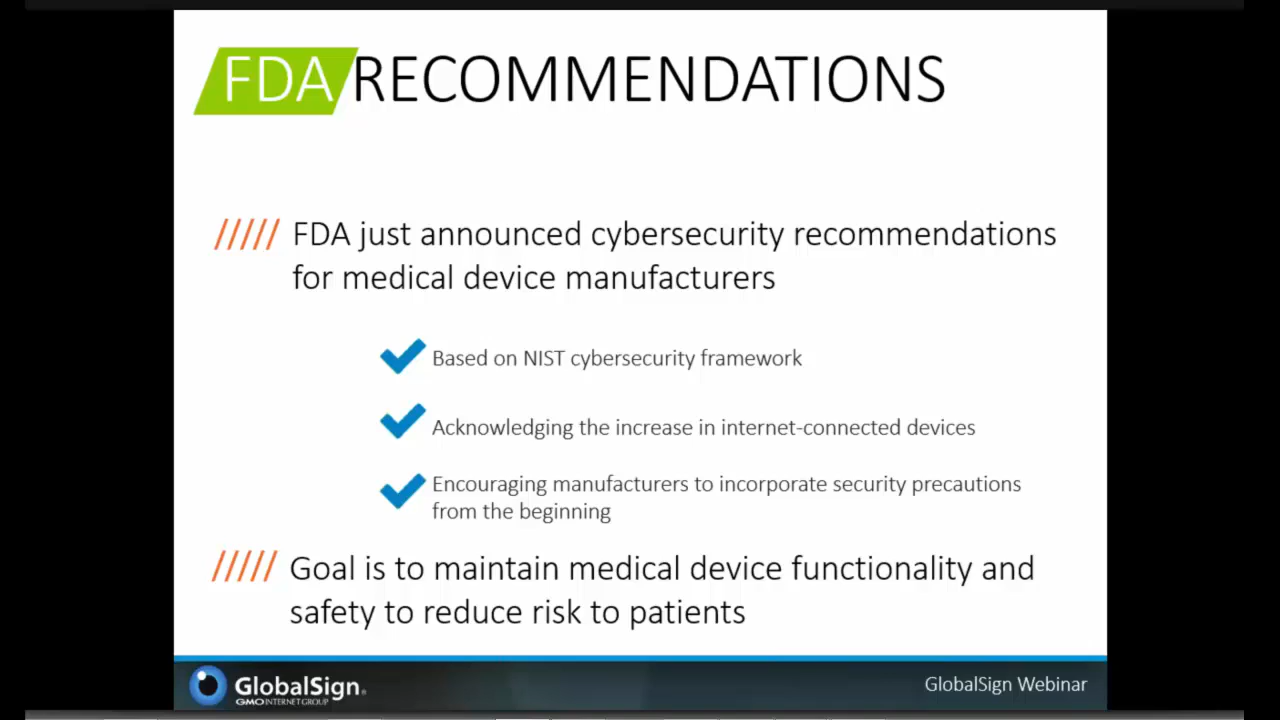 FDA RECOMMENDATIONS
FDA just announced cybersecurity recommendations
for medical device manufacturers
Based on NIST cybersecurity framework
Acknowledging the increase in internet-connected devices
Encouraging manufacturers to incorporate security precautions
from the beginning
Goal is to maintain medical device functionality and
safety to reduce risk to patients
GlobalSign®
GMO INTERNET GROUP
GlobalSign Webinar